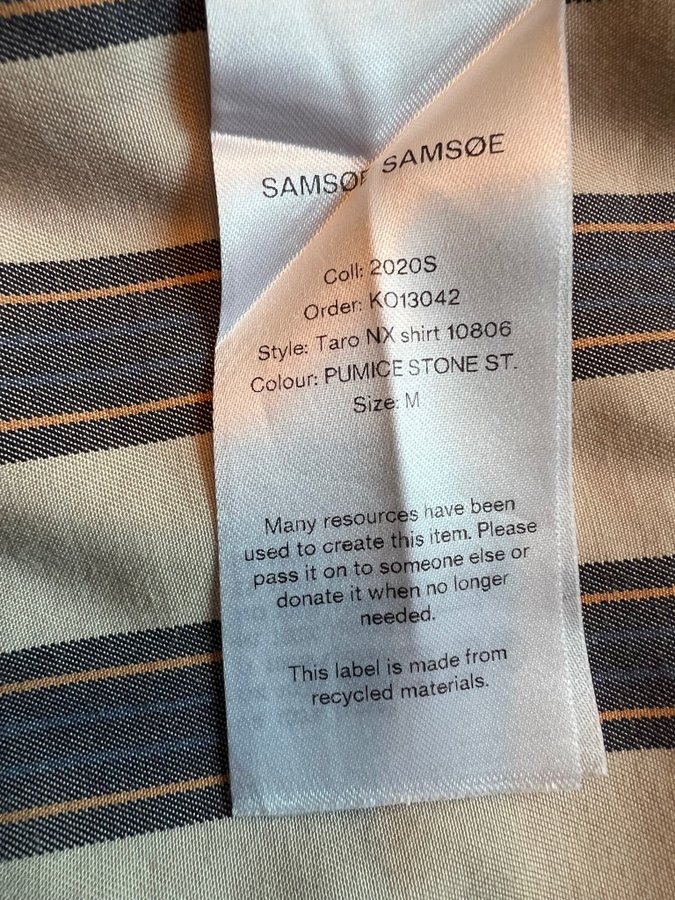 SAMSØE SAMSØE
Coll: 2020S
Order: KO13042
Style: Taro NX shirt 10806
Colour: PUMICE STONE ST.
Size: M
Many resources have been
used to create this item. Please
pass it on to someone else or
donate it when no longer
needed.
This label is made from
recycled materials.